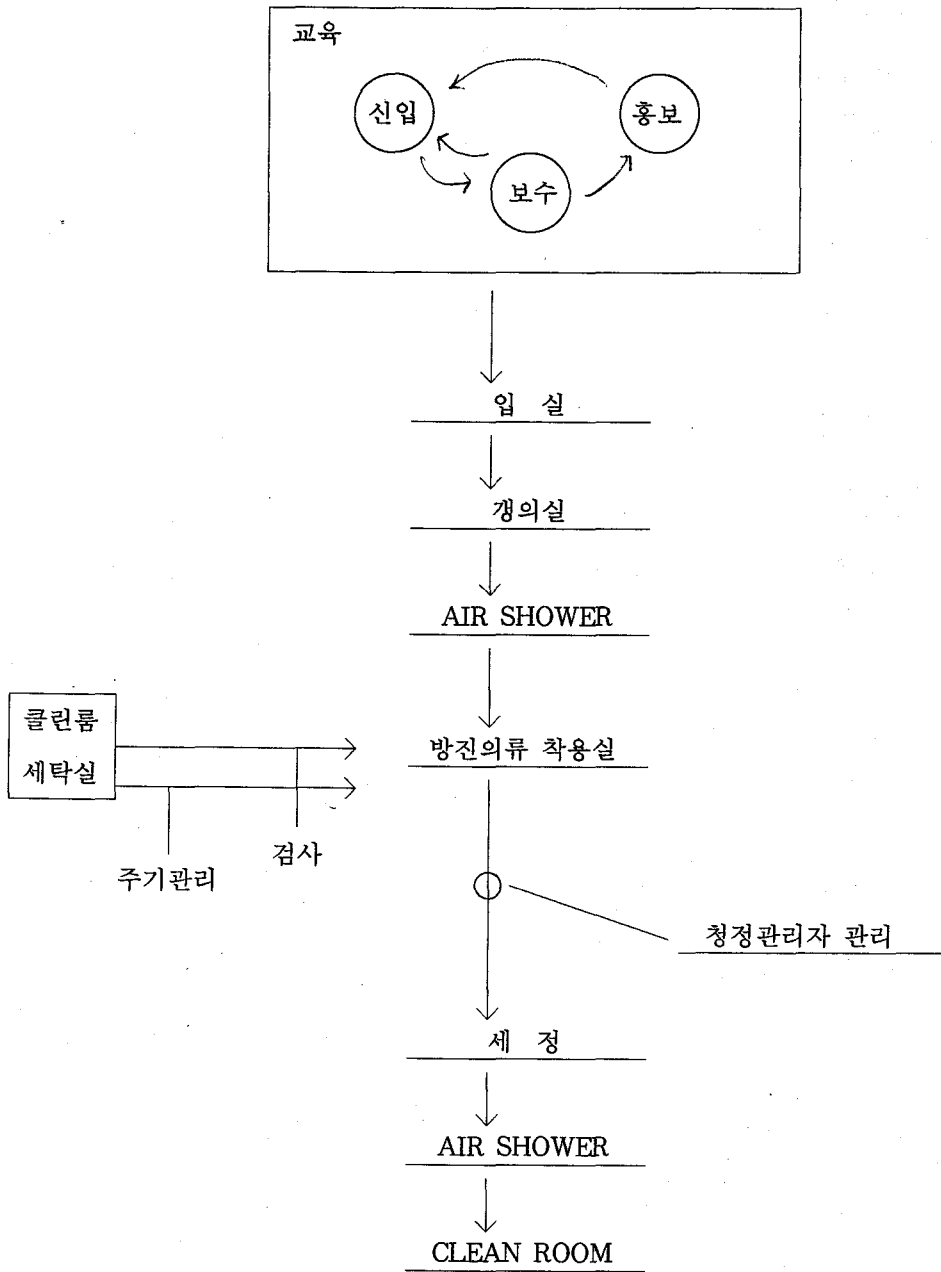 교육
신입
홍보
보수
입 실
갱의실
AIR SHOWER
클린룸
세탁실
방진의류 착용실
검사
주기관리
청정관리자 관리
세 정
AIR SHOWER
CLEAN ROOM